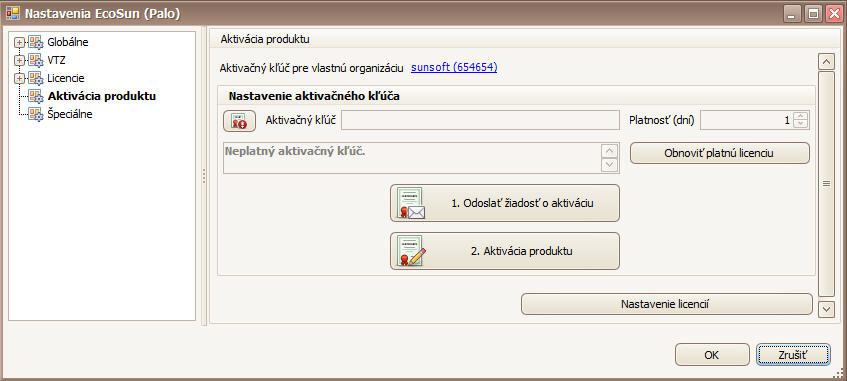 Nastavenia EcoSun (Palo)
Globálne
VTZ
Licencie
Aktivácia produktu
Špeciálne
Aktivácia produktu
Aktivačný kľúč pre vlastnú organizáciu sunsoft (654654)
Nastavenie aktivačného kľúča
Aktivačný kľúč Platnosť (dní) 1
Neplatný aktivačný kľúč.
Obnoviť platnú licenciu
1. Odoslať žiadosť o aktiváciu
2. Aktivácia produktu
Nastavenie licencií
OK Zrušiť